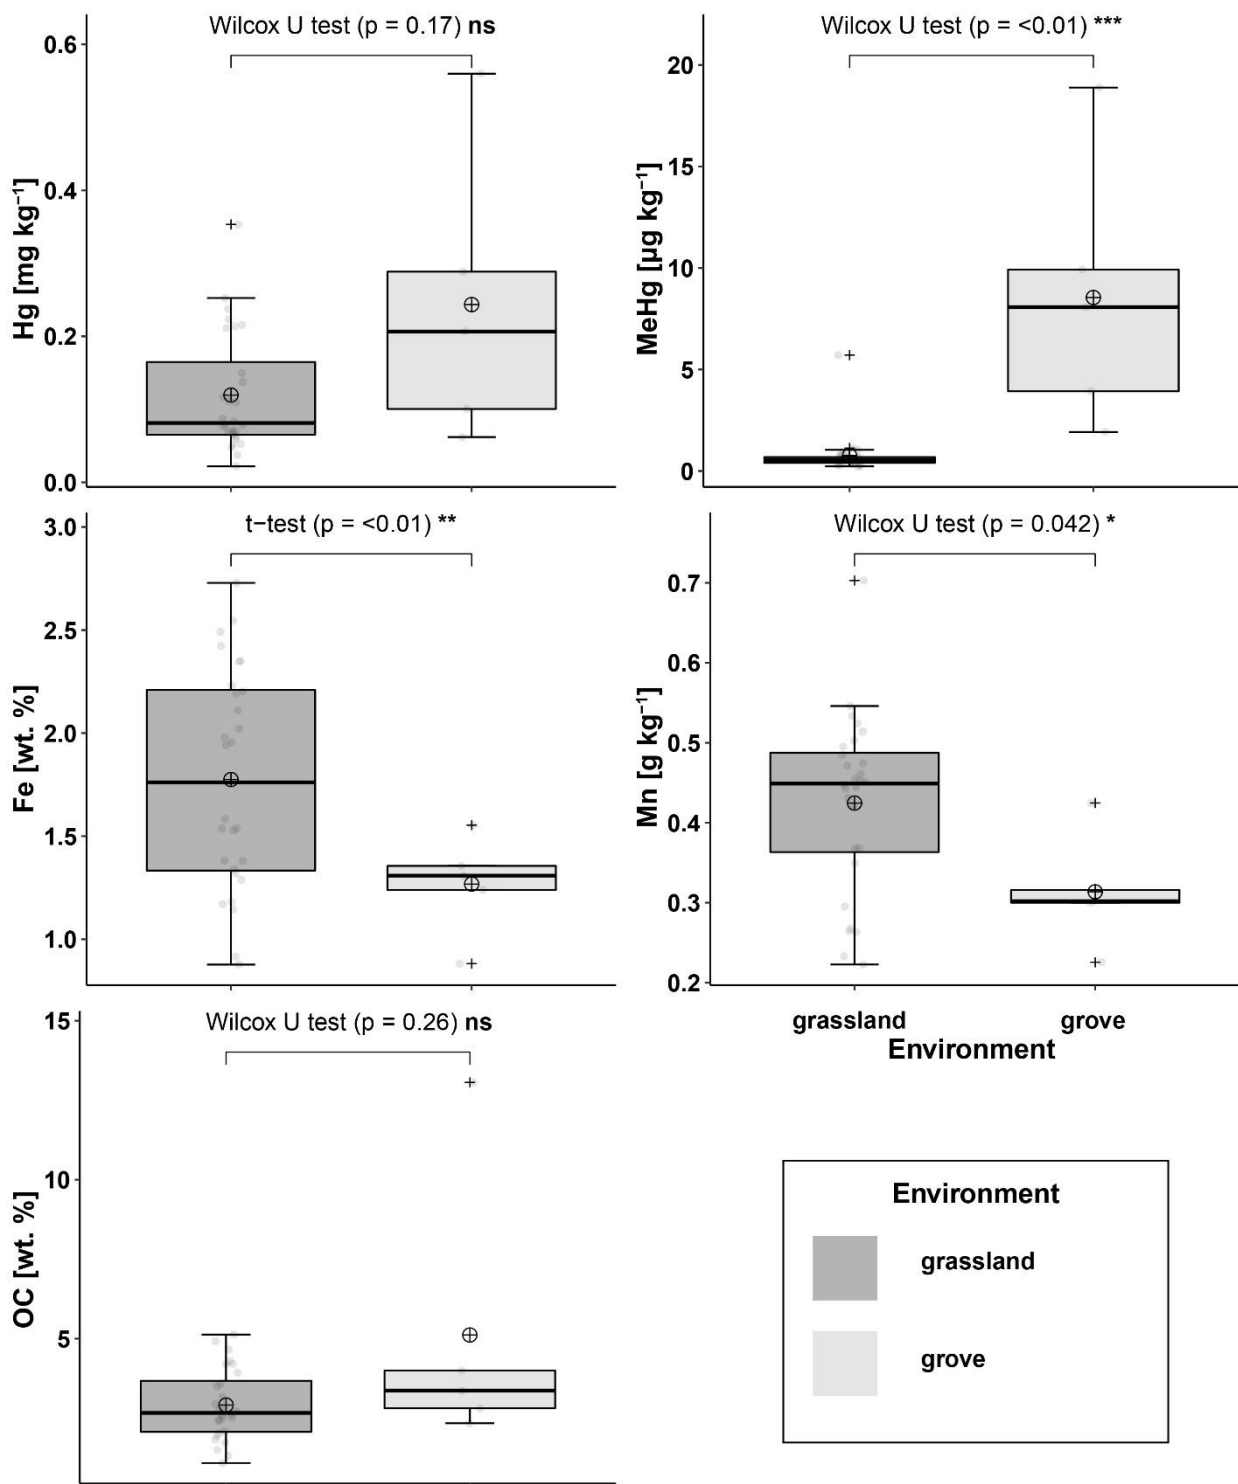 Wilcox U test (p = 0.17) ns
Hg [mg kg⁻¹]
0.6
0.4
0.2
0.0
Wilcox U test (p = <0.01) ***
MeHg [µg kg⁻¹]
20
15
10
5
0
t−test (p = <0.01) **
Fe [wt. %]
3.0
2.5
2.0
1.5
1.0
Wilcox U test (p = 0.042) *
Mn [g kg⁻¹]
0.7
0.6
0.5
0.4
0.3
0.2
grassland grove
Environment
Wilcox U test (p = 0.26) ns
OC [wt. %]
15
10
5
Environment
grassland
grove